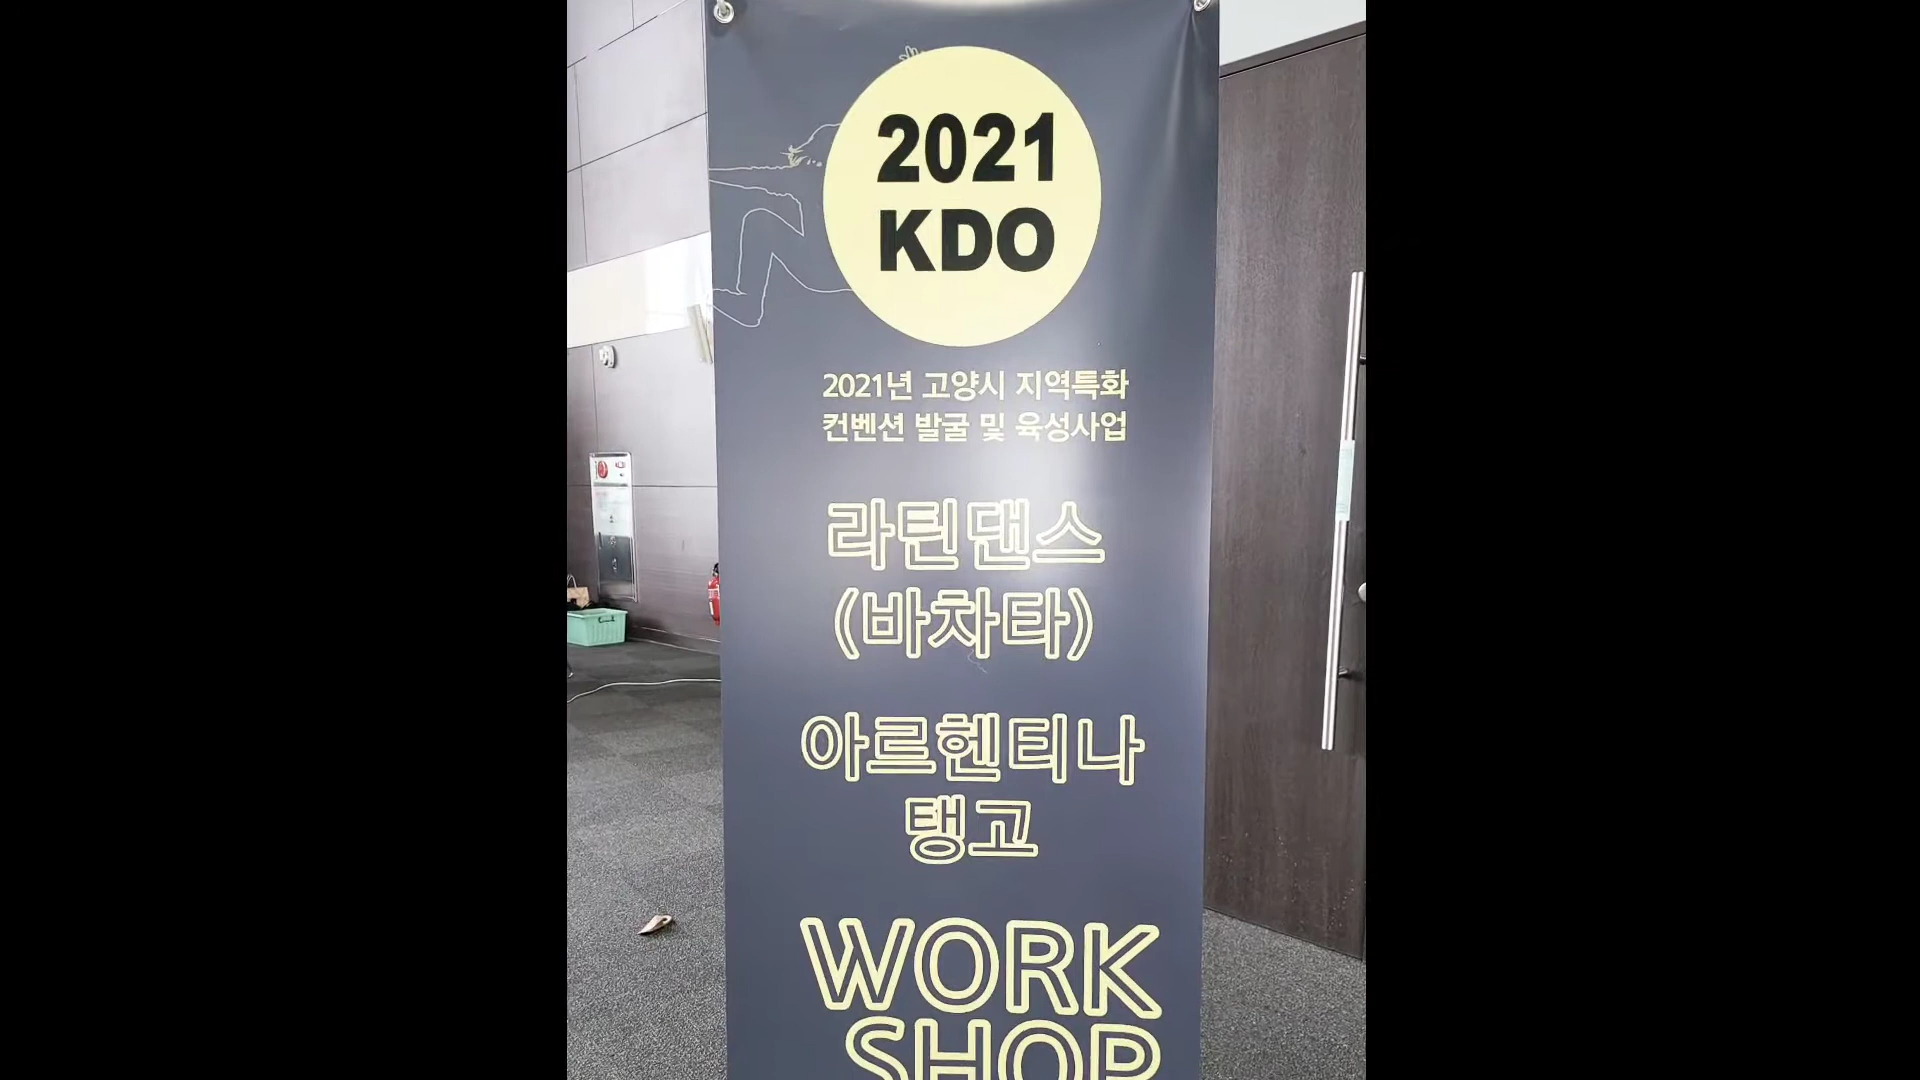 2021
KDO
2021년 고양시 지역특화
컨벤션 발굴 및 육성사업
라틴댄스
(바차타)
아르헨티나
탱고
WORK
SHOP